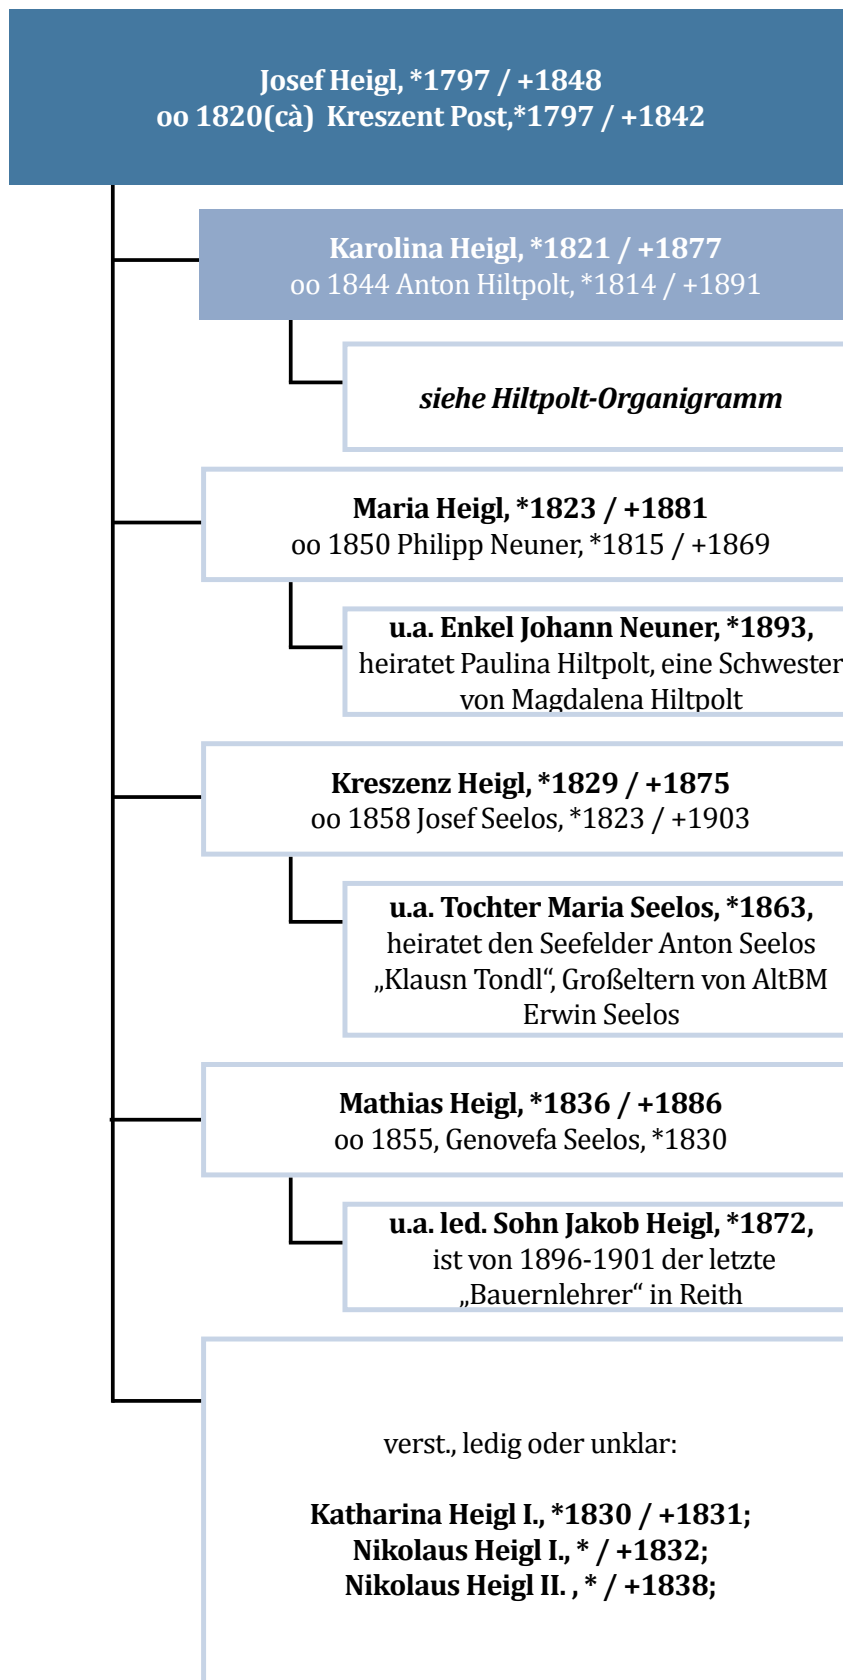 Josef Heigl, *1797 / +1848
oo 1820(cà) Kreszent Post,*1797 / +1842
Karolina Heigl, *1821 / +1877
oo 1844 Anton Hiltpolt, *1814 / +1891
siehe Hiltpolt-Organigramm
Maria Heigl, *1823 / +1881
oo 1850 Philipp Neuner, *1815 / +1869
u.a. Enkel Johann Neuner, *1893,
heiratet Paulina Hiltpolt, eine Schwester
von Magdalena Hiltpolt
Kreszenz Heigl, *1829 / +1875
oo 1858 Josef Seelos, *1823 / +1903
u.a. Tochter Maria Seelos, *1863,
heiratet den Seefelder Anton Seelos
„Klausn Tondl“, Großeltern von AltBM
Erwin Seelos
Mathias Heigl, *1836 / +1886
oo 1855, Genovefa Seelos, *1830
u.a. led. Sohn Jakob Heigl, *1872,
ist von 1896-1901 der letzte
„Bauernlehrer“ in Reith
verst., ledig oder unklar:
Katharina Heigl I., *1830 / +1831;
Nikolaus Heigl I., * / +1832;
Nikolaus Heigl II. , * / +1838;